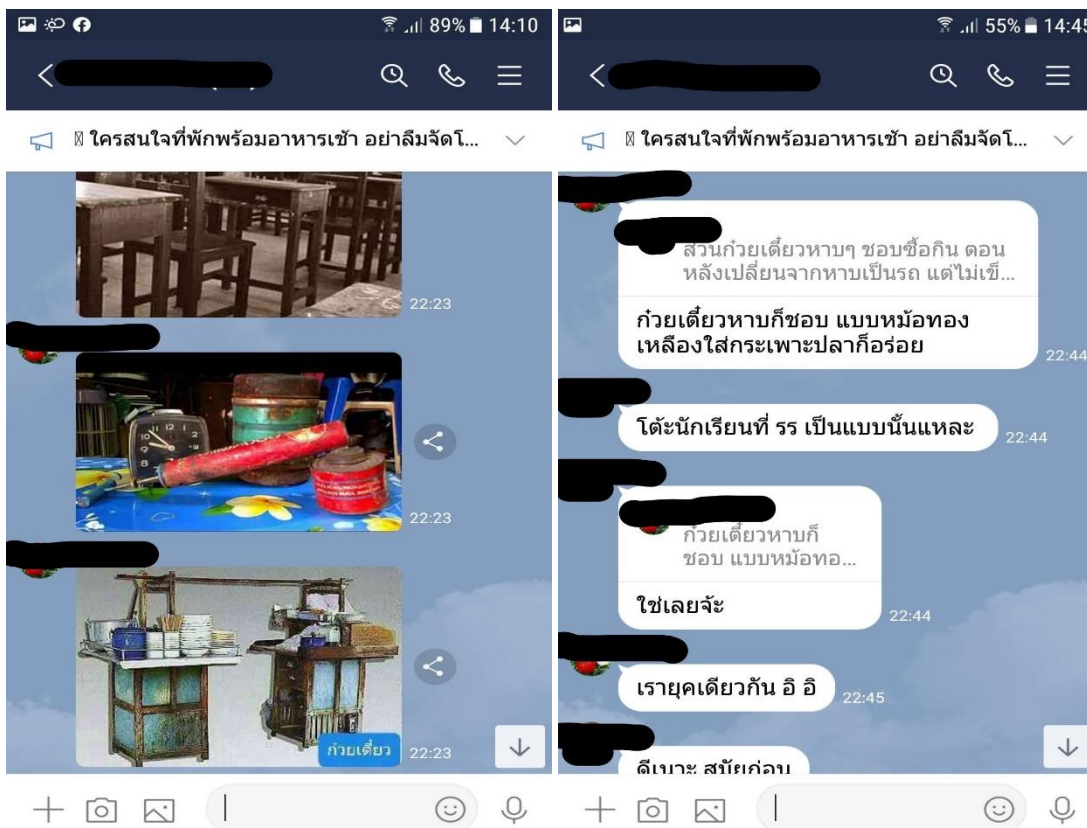 89% 14:10
ใครสนใจที่พักพร้อมอาหารเช้า อย่าลืมจัดโ...
22:23
22:23
ก๋วยเตี๋ยว
22:23
55% 14:45
ใครสนใจที่พักพร้อมอาหารเช้า อย่าลืมจัดโ...
ส่วนก๋วยเตี๋ยวหาบๆ ชอบซื้อกิน ตอน
หลังเปลี่ยนจากหาบเป็นรถ แต่ไม่เข็...
ก๋วยเตี๋ยวหาบก็ชอบ แบบหม้อทอง
เหลืองใส่กระเพาะปลาก็อร่อย
22:44
โต้ะนักเรียนที่ รร เป็นแบบนั้นแหละ
22:44
ก๋วยเตี๋ยวหาบก็
ชอบ แบบหม้อทอ...
ใช่เลยจ้ะ
22:44
เรายุคเดียวกัน อิ อิ
22:45
ดีเนาะ สมัยก่อน